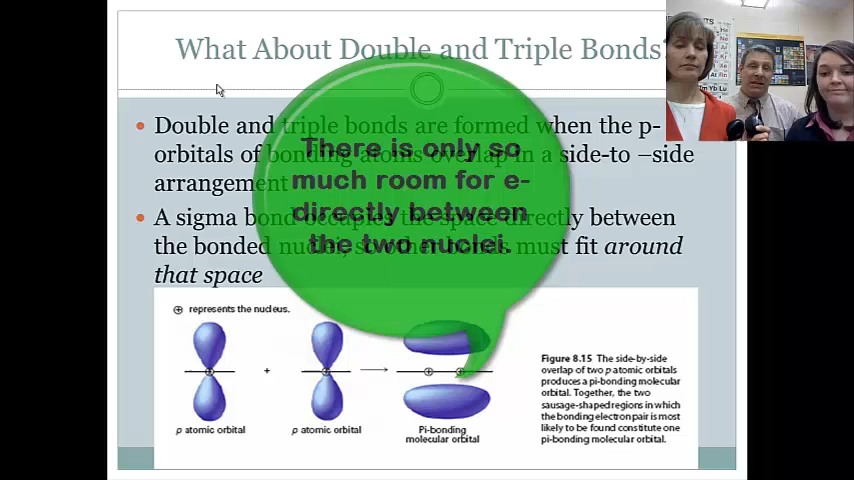 What About Double and Triple Bonds
Double and triple bonds are formed when the p-
orbitals of bonding atoms overlap in a side-to –side
arrangement
A sigma bond occupies the space directly between
the bonded nuclei, so other bonds must fit around
that space
There is only so
much room for e-
directly between
the two nuclei.
represents the nucleus.
+
p atomic orbital
p atomic orbital
Pi-bonding
molecular orbital
Figure 8.15 The side-by-side
overlap of two p atomic orbitals
produces a pi-bonding molecular
orbital. Together, the two
sausage-shaped regions in which
the bonding electron pair is most
likely to be found constitute one
pi-bonding molecular orbital.